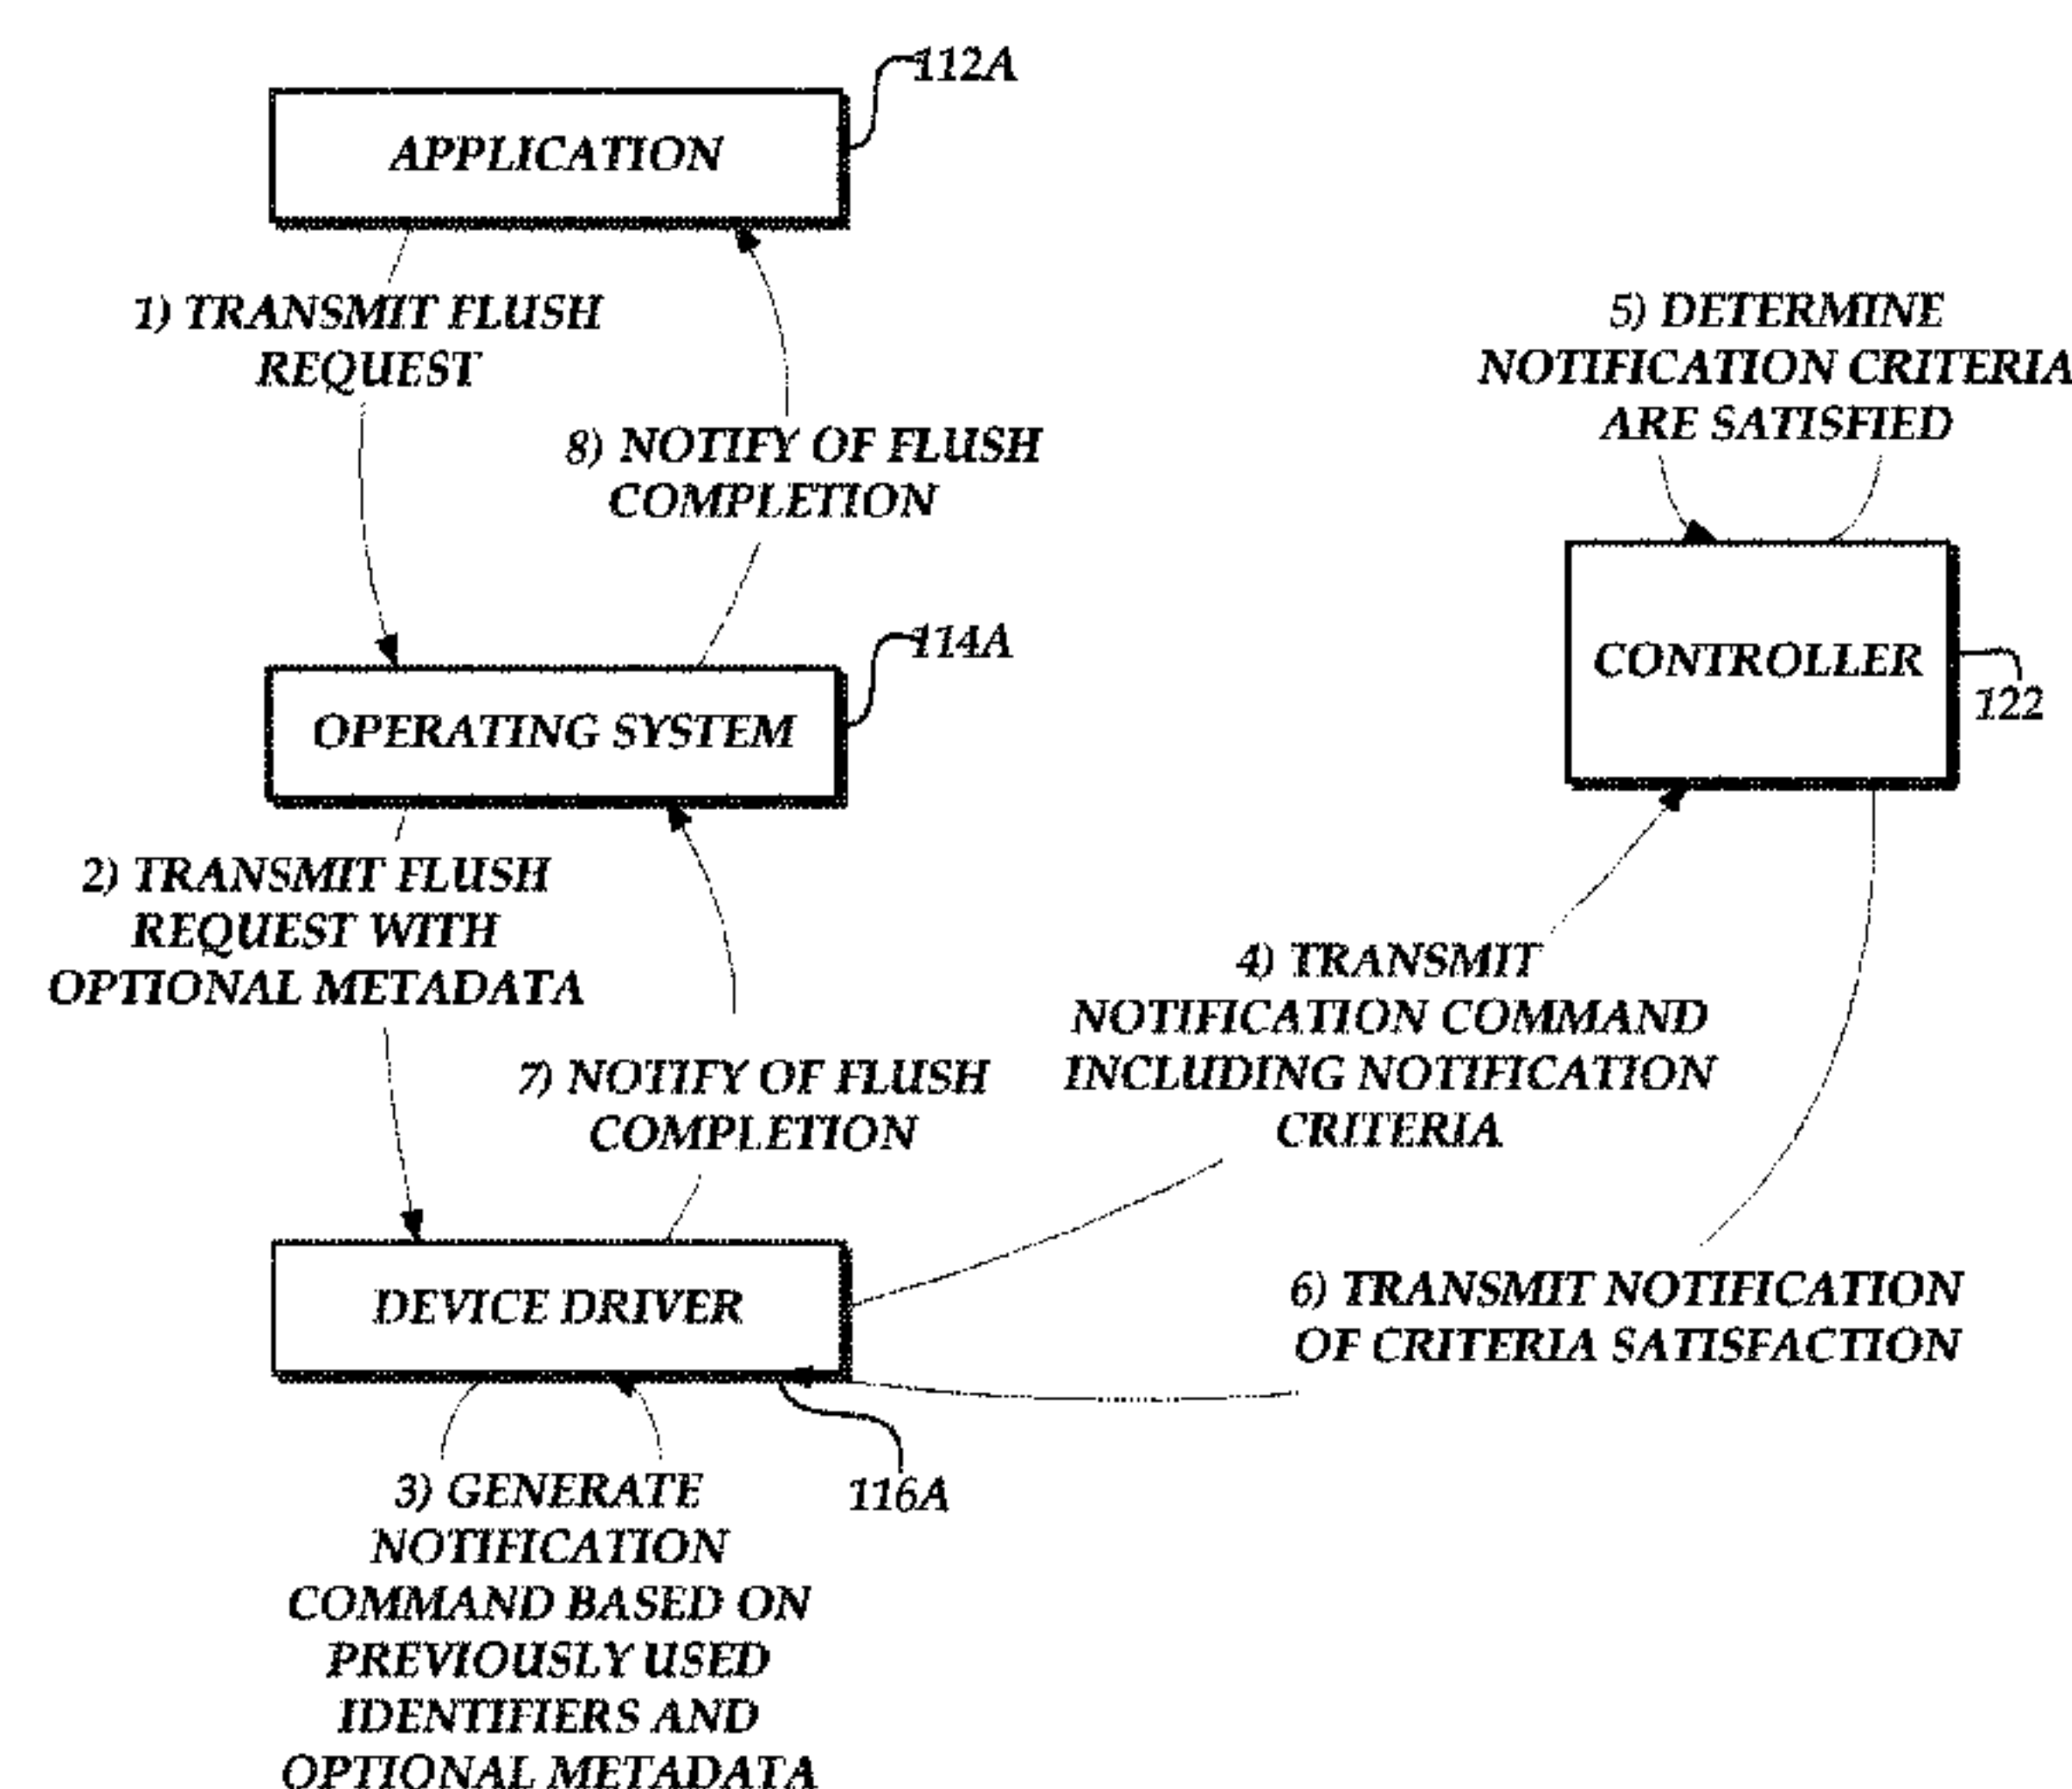 112A
APPLICATION
1) TRANSMIT FLUSH
REQUEST
8) NOTIFY OF FLUSH
COMPLETION
5) DETERMINE
NOTIFICATION CRITERIA
ARE SATISFIED
114A
OPERATING SYSTEM
CONTROLLER
122
2) TRANSMIT FLUSH
REQUEST WITH
OPTIONAL METADATA
7) NOTIFY OF FLUSH
COMPLETION
4) TRANSMIT
NOTIFICATION COMMAND
INCLUDING NOTIFICATION
CRITERIA
DEVICE DRIVER
6) TRANSMIT NOTIFICATION
OF CRITERIA SATISFACTION
116A
3) GENERATE
NOTIFICATION
COMMAND BASED ON
PREVIOUSLY USED
IDENTIFIERS AND
OPTIONAL METADATA